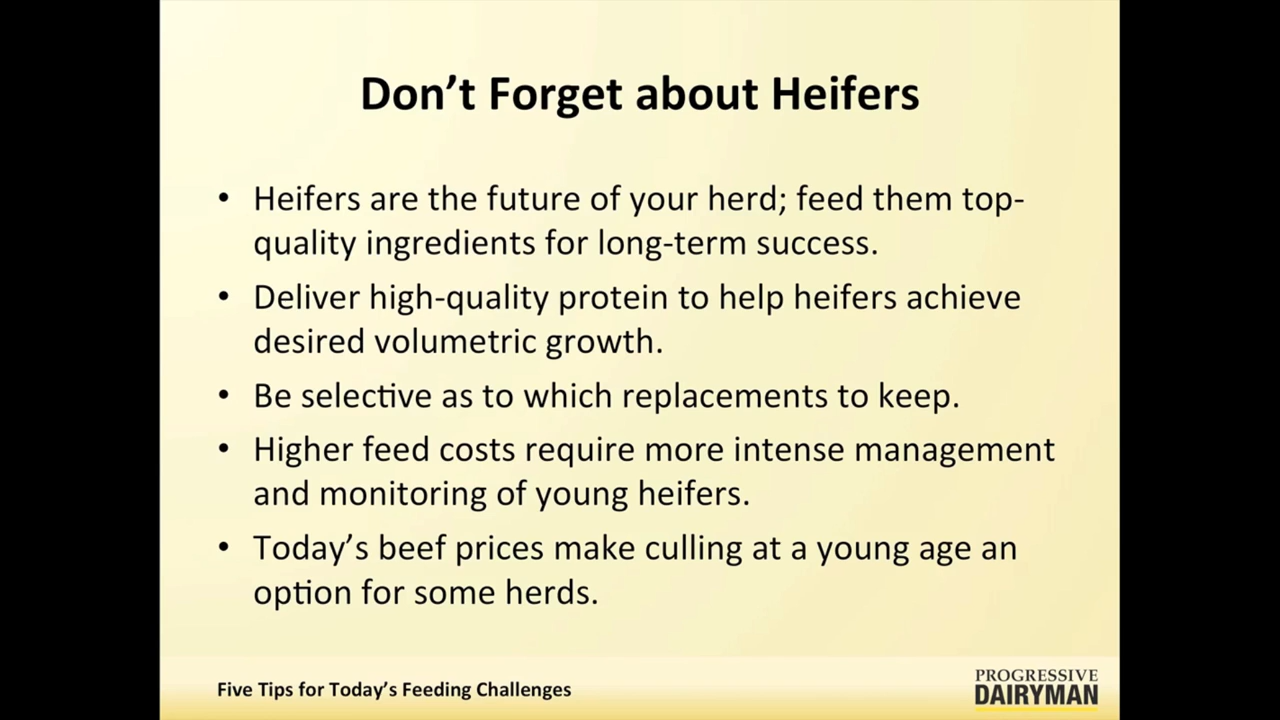 Don’t Forget about Heifers
• Heifers are the future of your herd; feed them top-
quality ingredients for long-term success.
• Deliver high-quality protein to help heifers achieve
desired volumetric growth.
• Be selective as to which replacements to keep.
• Higher feed costs require more intense management
and monitoring of young heifers.
• Today’s beef prices make culling at a young age an
option for some herds.
Five Tips for Today’s Feeding Challenges
PROGRESSIVE
DAIRYMAN